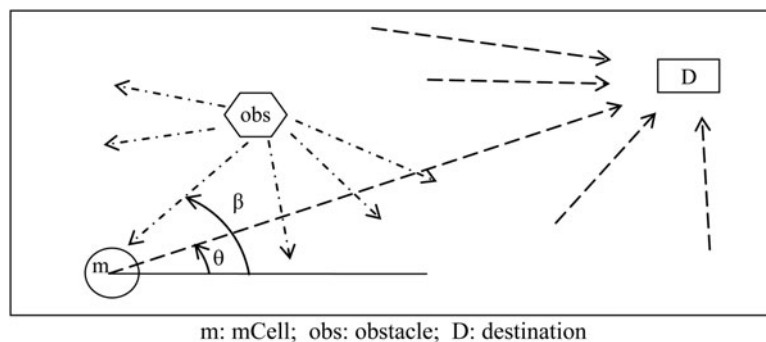 D
obs
β
m
θ
m: mCell; obs: obstacle; D: destination